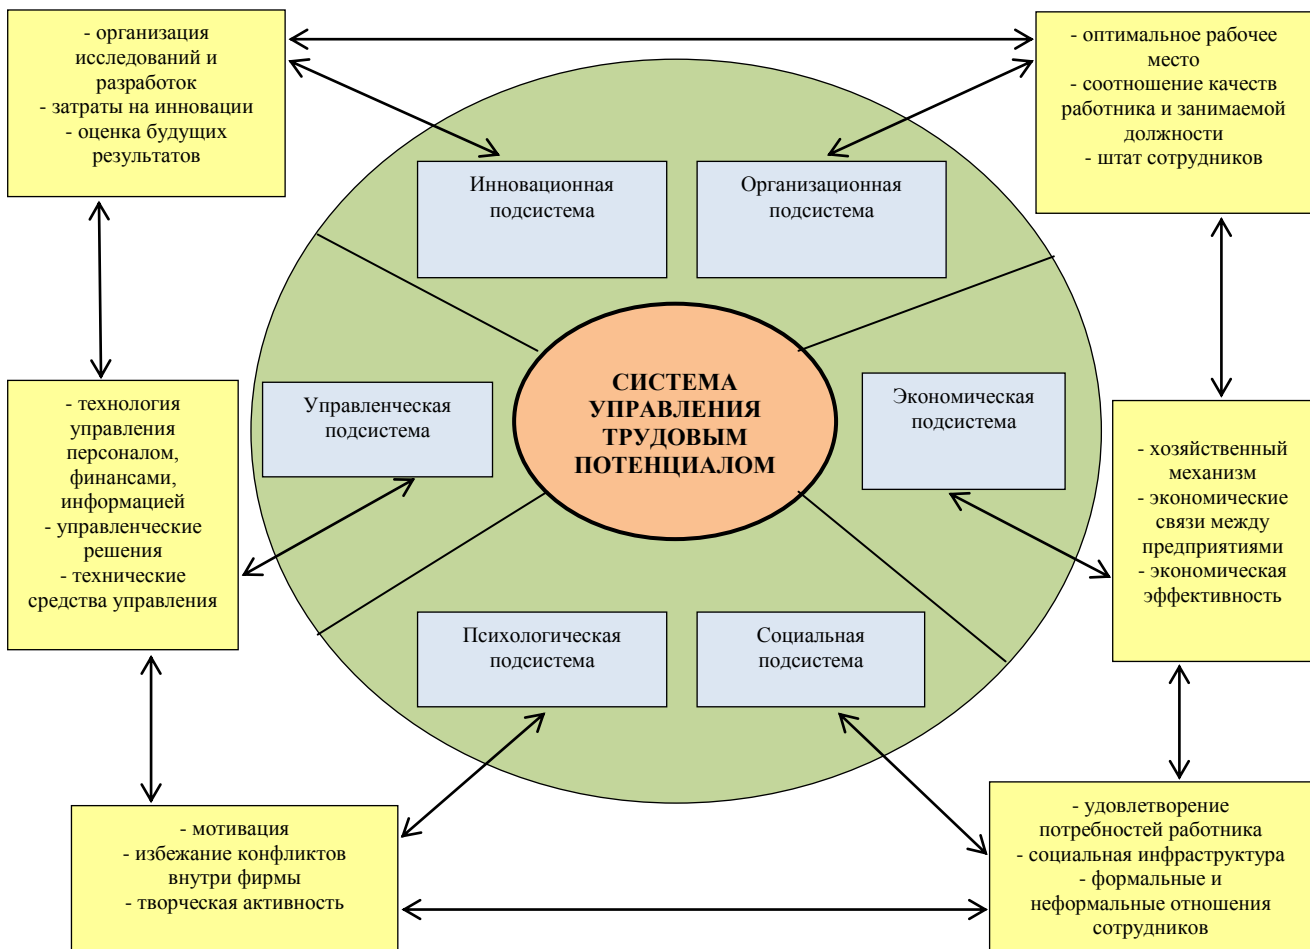 - организация
исследований и
разработок
- затраты на инновации
- оценка будущих
результатов
- оптимальное рабочее
место
- соотношение качеств
работника и занимаемой
должности
- штат сотрудников
Инновационная
подсистема
Организационная
подсистема
- технология
управления
персоналом,
финансами,
информацией
- управленческие
решения
- технические
средства управления
Управленческая
подсистема
СИСТЕМА
УПРАВЛЕНИЯ
ТРУДОВЫМ
ПОТЕНЦИАЛОМ
Экономическая
подсистема
- хозяйственный
механизм
- экономические
связи между
предприятиями
- экономическая
эффективность
Психологическая
подсистема
Социальная
подсистема
- мотивация
- избежание конфликтов
внутри фирмы
- творческая активность
- удовлетворение
потребностей работника
- социальная инфраструктура
- формальные и
неформальные отношения
сотрудников